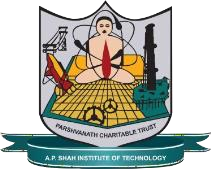 PARSHVANATH CHARITABLE TRUST
A.P. SHAH INSTITUTE OF TECHNOLOGY